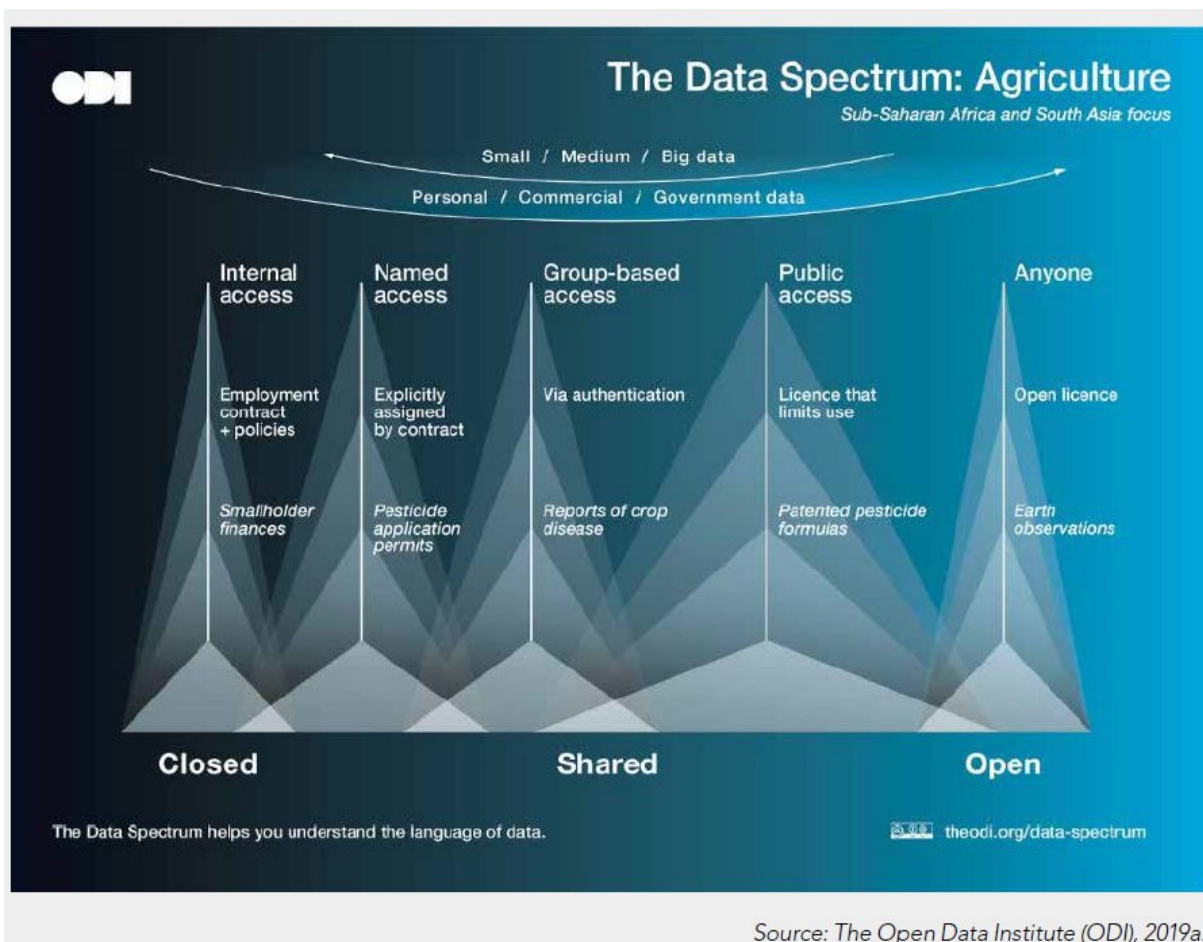 ODI
The Data Spectrum: Agriculture
Sub-Saharan Africa and South Asia focus
Small / Medium / Big data
Personal / Commercial / Government data
Internal
access
Named
access
Group-based
access
Public
access
Anyone
Employment
contract
+ policies
Explicitly
assigned
by contract
Via authentication
Licence that
limits use
Open licence
Smallholder
finances
Pesticide
application
permits
Reports of crop
disease
Patented pesticide
formulas
Earth
observations
Closed
Shared
Open
The Data Spectrum helps you understand the language of data.
theodi.org/data-spectrum
Source: The Open Data Institute (ODI), 2019a